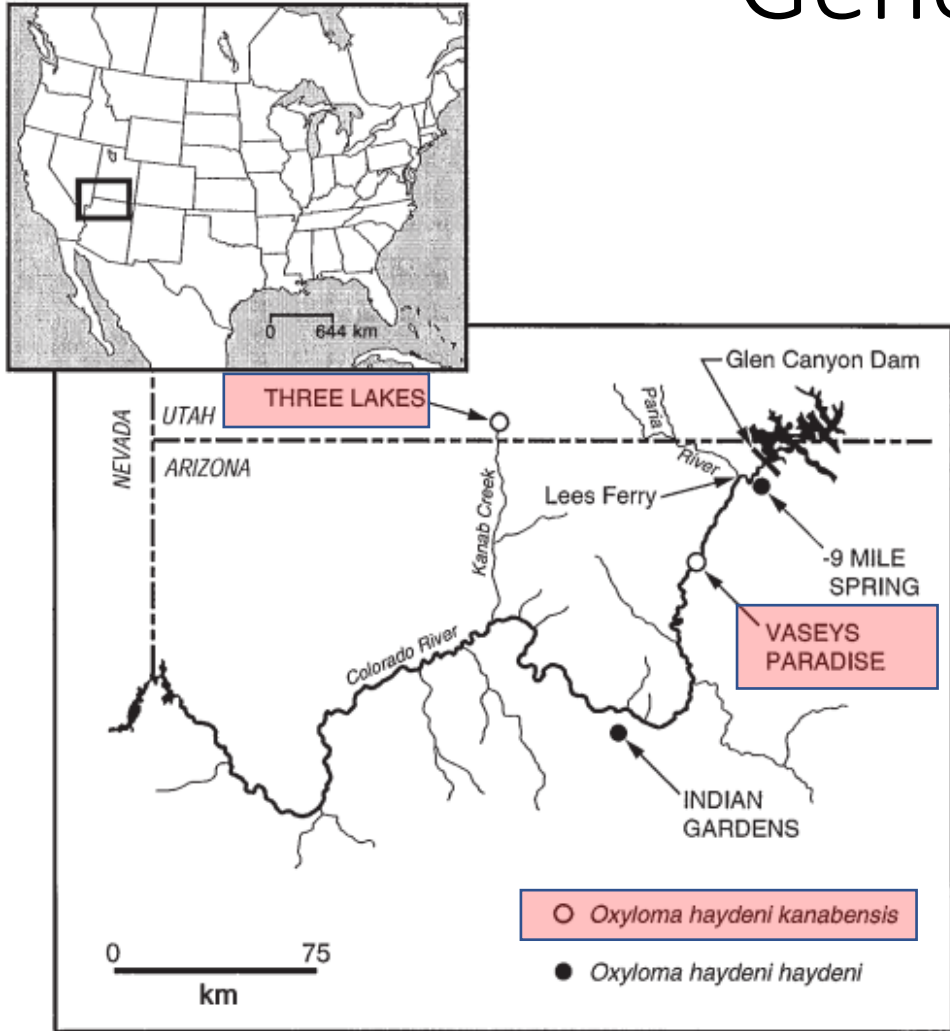 0 644 km
Glen Canyon Dam
THREE LAKES
UTAH
NEVADA
ARIZONA
Paria
River
Lees Ferry
Kanab Creek
-9 MILE
SPRING
VASEYS
PARADISE
Colorado River
INDIAN
GARDENS
Oxyloma haydeni kanabensis
0 75
km
Oxyloma haydeni haydeni